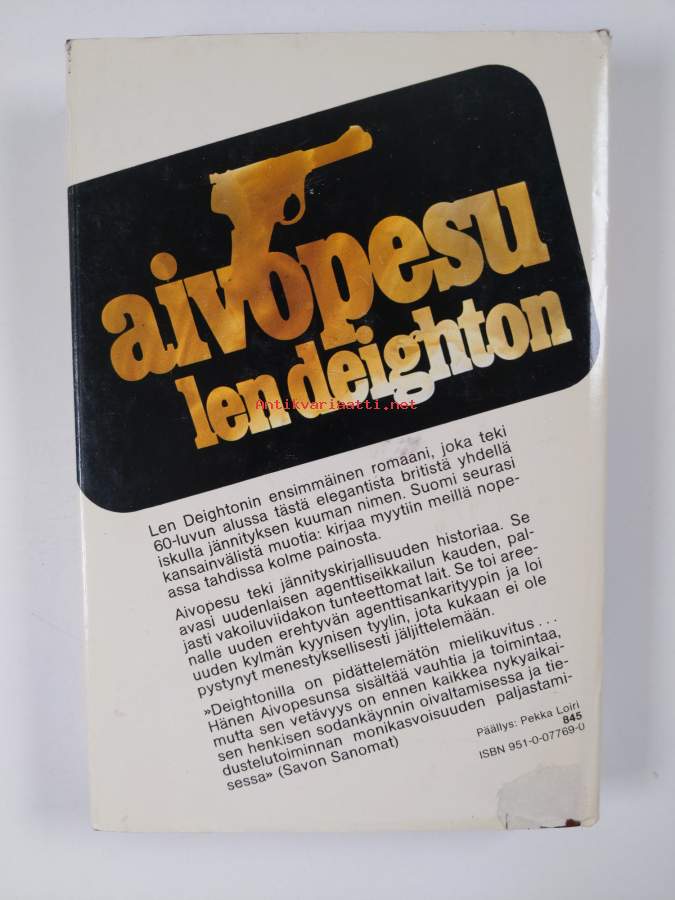 aivopesu
len deighton
Antikvariaatti.net
Len Deightonin ensimmäinen romaani, joka teki
60-luvun alussa tästä elegantista britistä yhdellä
iskulla jännityksen kuuman nimen. Suomi seurasi
kansainvälistä muotia: kirjaa myytiin meillä nope-
assa tahdissa kolme painosta.
Aivopesu teki jännityskirjallisuuden historiaa. Se
avasi uudenlaisen agenttiseikkailun kauden, pal-
jasti vakoiluviidakon tunteettomat lait. Se toi aree-
nalle uuden erehtyvän agenttisankarityypin ja loi
uuden kylmän kyynisen tyylin, jota kukaan ei ole
pystynyt menestyksellisesti jäljittelemään.
»Deightonilla on pidättelemätön mielikuvitus...
Hänen Aivopesunsa sisältää vauhtia ja toimintaa,
mutta sen vetävyys on ennen kaikkea nykyaikai-
sen henkisen sodankäynnin oivaltamisessa ja tie-
dustelutoiminnan monikasvoisuuden paljastami-
sessa» (Savon Sanomat)
Päällys: Pekka Loiri
845
ISBN 951-0-07769-0